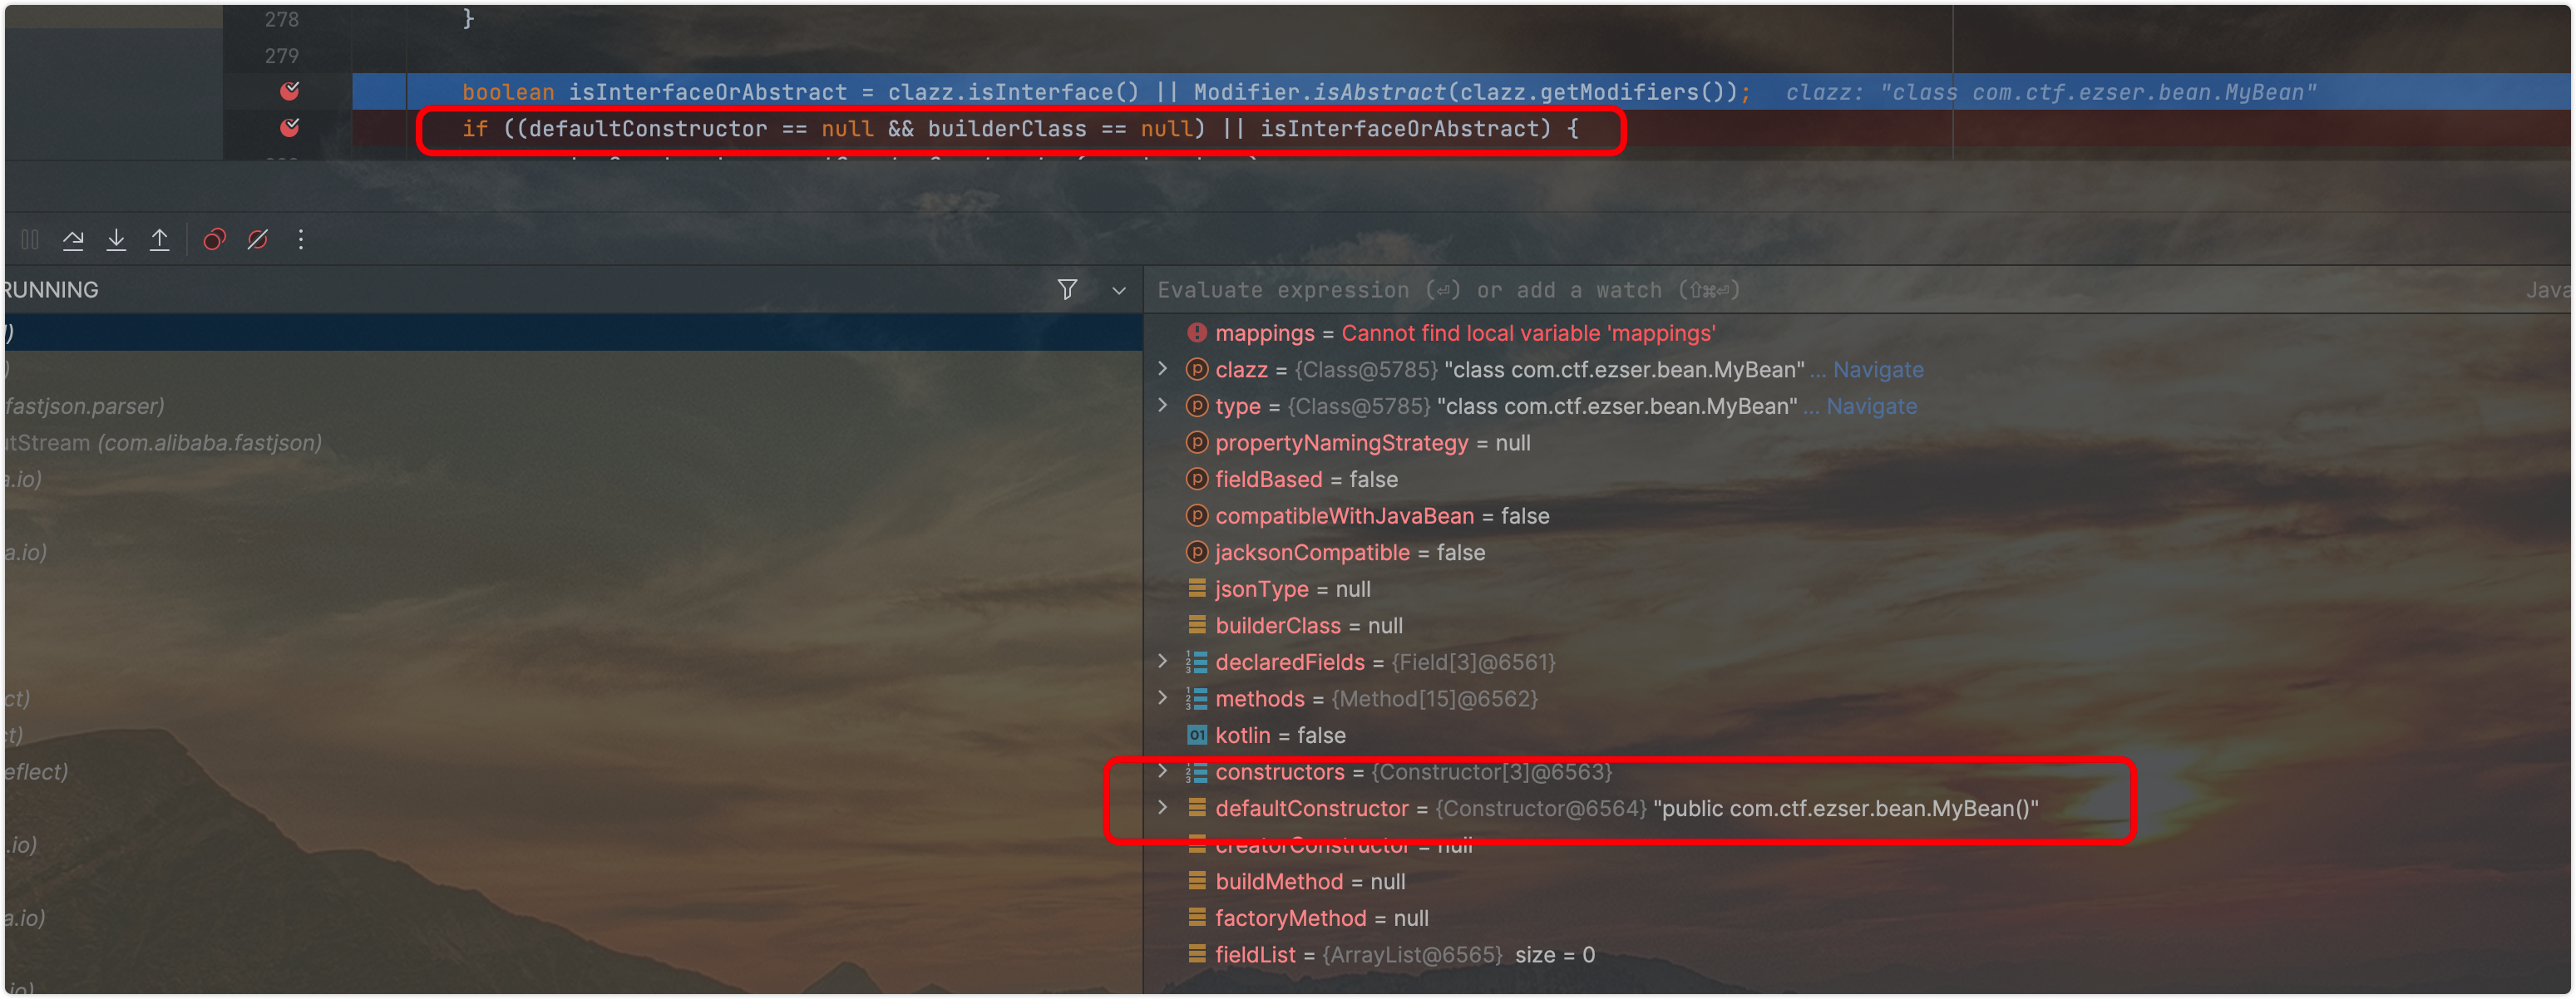 278 }
279
boolean isInterfaceOrAbstract = clazz.isInterface() || Modifier.isAbstract(clazz.getModifiers()); clazz: "class com.ctf.ezser.bean.MyBean"
if ((defaultConstructor == null && builderClass == null) || isInterfaceOrAbstract) {
RUNNING
Evaluate expression (⏎) or add a watch (⇧⌘⏎)
Java
mappings = Cannot find local variable 'mappings'
clazz = {Class@5785} "class com.ctf.ezser.bean.MyBean" ... Navigate
fastjson.parser)
type = {Class@5785} "class com.ctf.ezser.bean.MyBean" ... Navigate
utStream (com.alibaba.fastjson)
propertyNamingStrategy = null
a.io)
fieldBased = false
compatibleWithJavaBean = false
a.io)
jacksonCompatible = false
jsonType = null
builderClass = null
declaredFields = {Field[3]@6561}
ct)
methods = {Method[15]@6562}
ct)
kotlin = false
eflect)
constructors = {Constructor[3]@6563}
defaultConstructor = {Constructor@6564} "public com.ctf.ezser.bean.MyBean()"
.io)
creatorConstructor = null
buildMethod = null
a.io)
factoryMethod = null
fieldList = {ArrayList@6565} size = 0
.io)